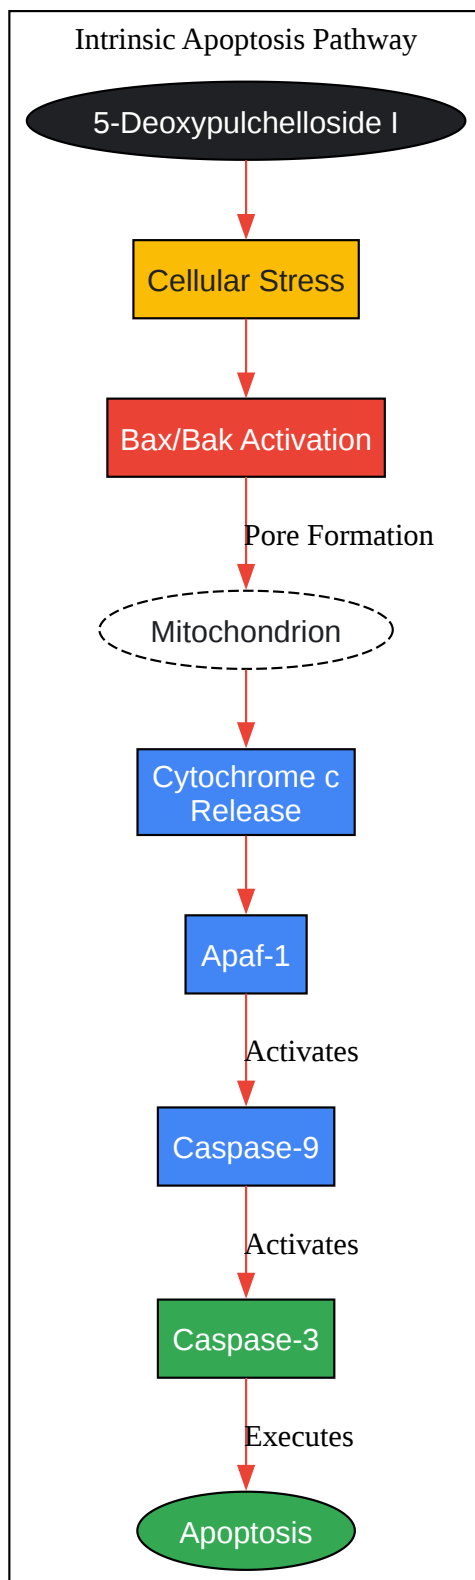 Intrinsic Apoptosis Pathway
5-Deoxypulchelloside I
Cellular Stress
Bax/Bak Activation
Pore Formation
Mitochondrion
Cytochrome c
Release
Apaf-1
Activates
Caspase-9
Activates
Caspase-3
Executes
Apoptosis